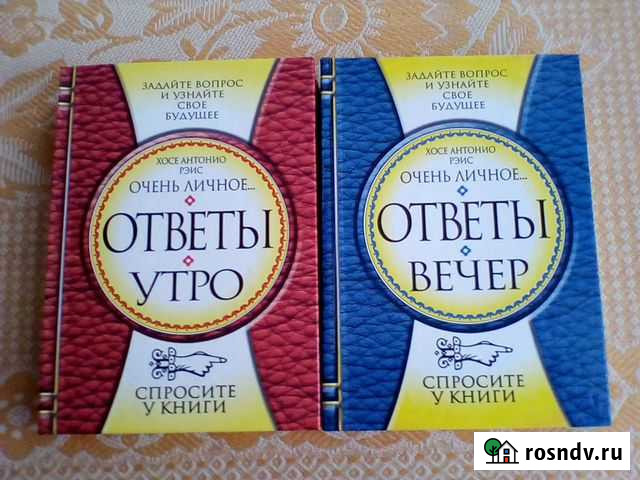 ЗАДАЙТЕ ВОПРОС
И УЗНАЙТЕ
СВОЕ
БУДУЩЕЕ
ХОСЕ АНТОНИО
РЭИС
ОЧЕНЬ ЛИЧНОЕ...
ОТВЕТЫ
УТРО
СПРОСИТЕ
У КНИГИ
ЗАДАЙТЕ ВОПРОС
И УЗНАЙТЕ
СВОЕ
БУДУЩЕЕ
ХОСЕ АНТОНИО
РЭИС
ОЧЕНЬ ЛИЧНОЕ...
ОТВЕТЫ
ВЕЧЕР
СПРОСИТЕ
У КНИГИ
rosndv.ru